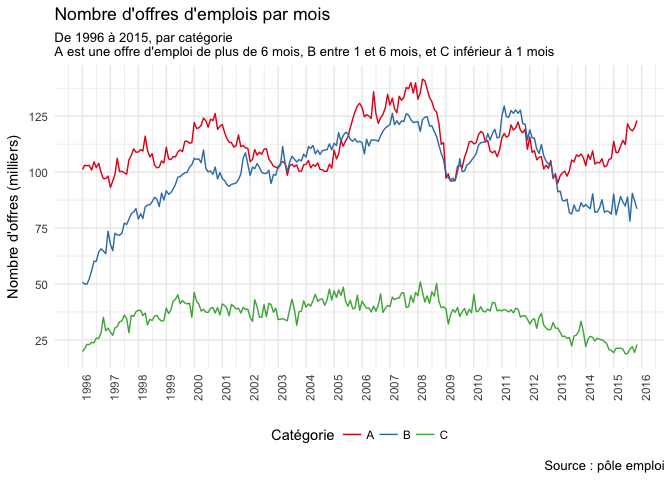 Nombre d'offres d'emplois par mois
De 1996 à 2015, par catégorie
A est une offre d'emploi de plus de 6 mois, B entre 1 et 6 mois, et C inférieur à 1 mois
Nombre d'offres (milliers)
125
100
75
50
25
1996 1997 1998 1999 2000 2001 2002 2003 2004 2005 2006 2007 2008 2009 2010 2011 2012 2013 2014 2015 2016
Catégorie A B C
Source : pôle emploi